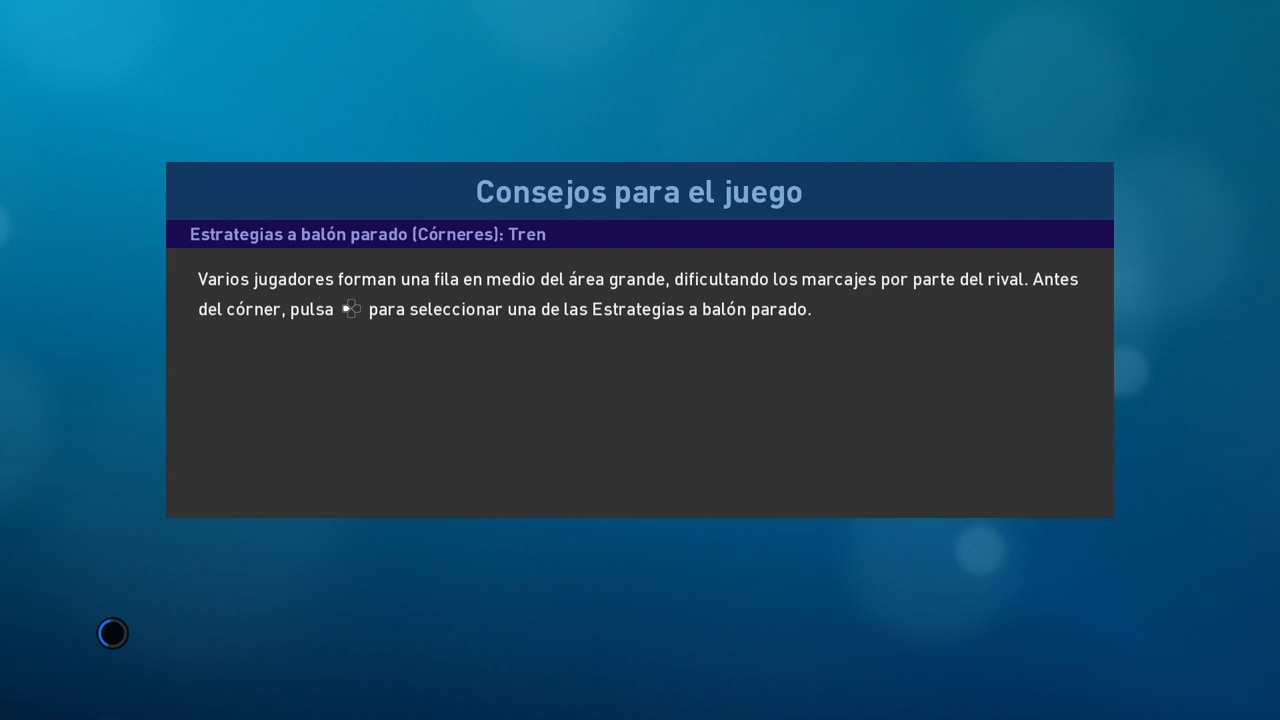 Consejos para el juego
Estrategias a balón parado (Córneres): Tren
Varios jugadores forman una fila en medio del área grande, dificultando los marcajes por parte del rival. Antes
del córner, pulsa para seleccionar una de las Estrategias a balón parado.